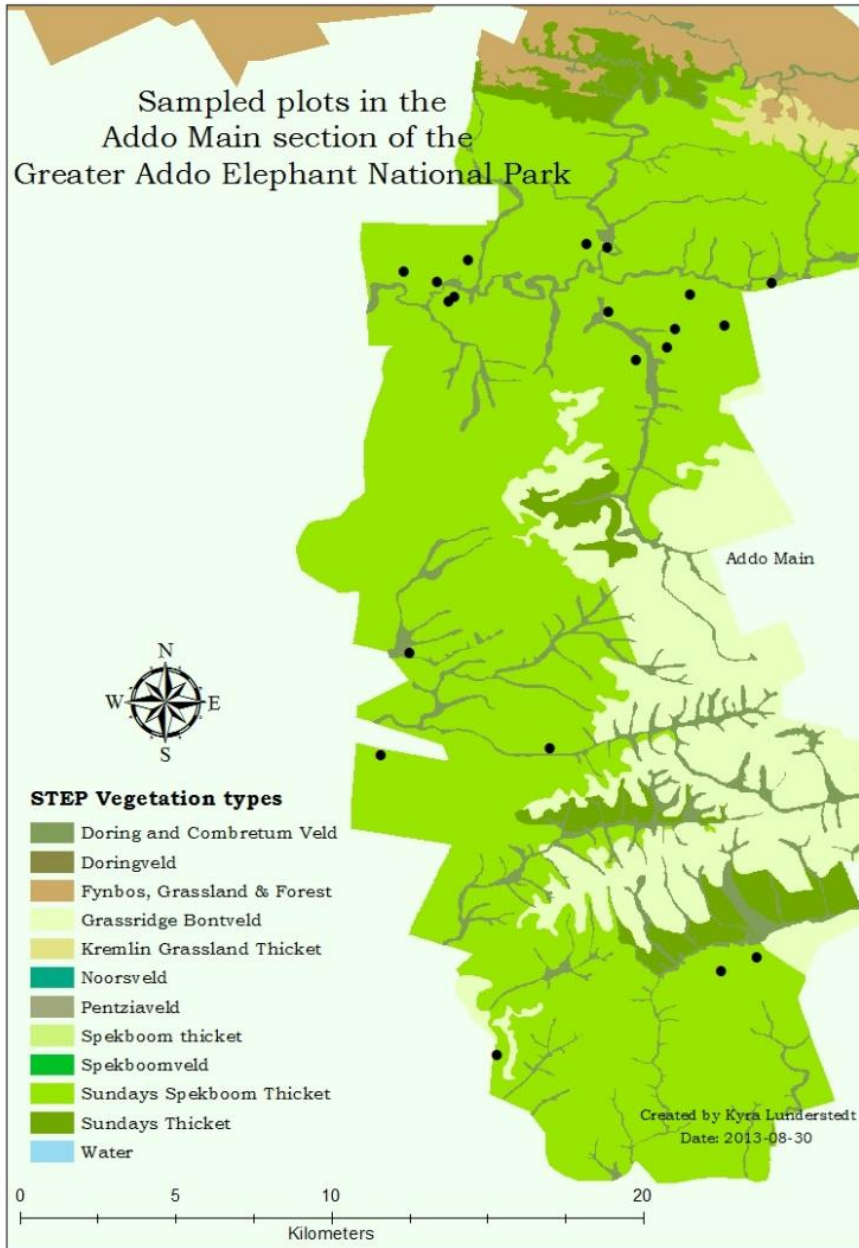 Sampled plots in the
Addo Main section of the
Greater Addo Elephant National Park
Addo Main
N
W E
S
STEP Vegetation types
Doring and Combretum Veld
Doringveld
Fynbos, Grassland & Forest
Grassridge Bontveld
Kremlin Grassland Thicket
Noorsveld
Pentziaveld
Spekboom thicket
Spekboomveld
Sundays Spekboom Thicket
Sundays Thicket
Water
Created by Kyra Lunderstedt
Date: 2013-08-30
0 5 10 20
Kilometers